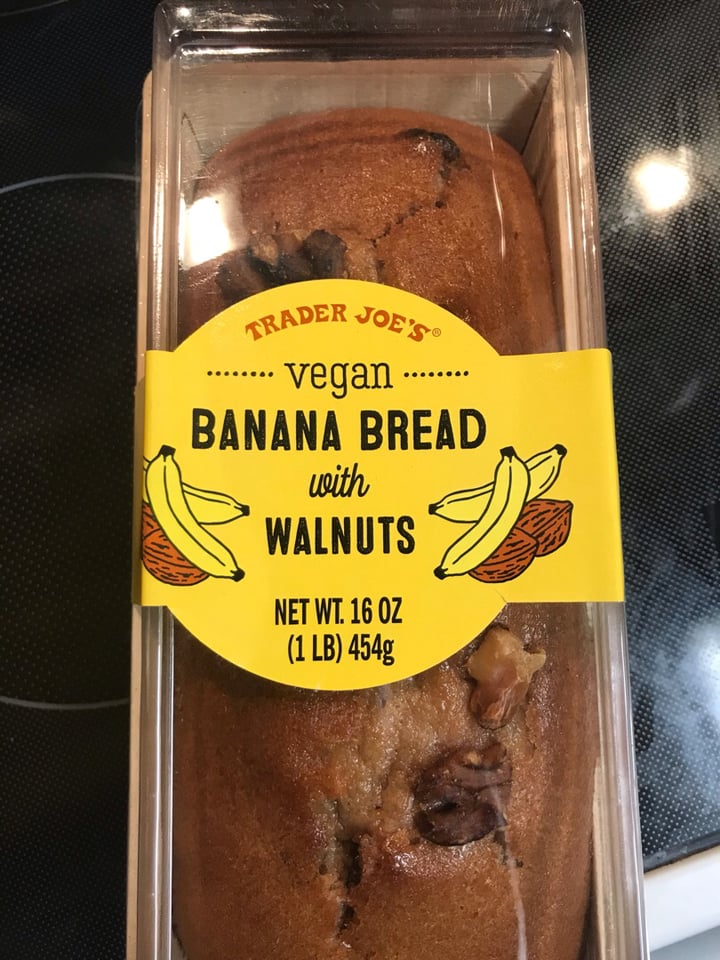 TRADER JOE'S®
vegan
BANANA BREAD
with
WALNUTS
NET WT. 16 OZ
(1 LB) 454g